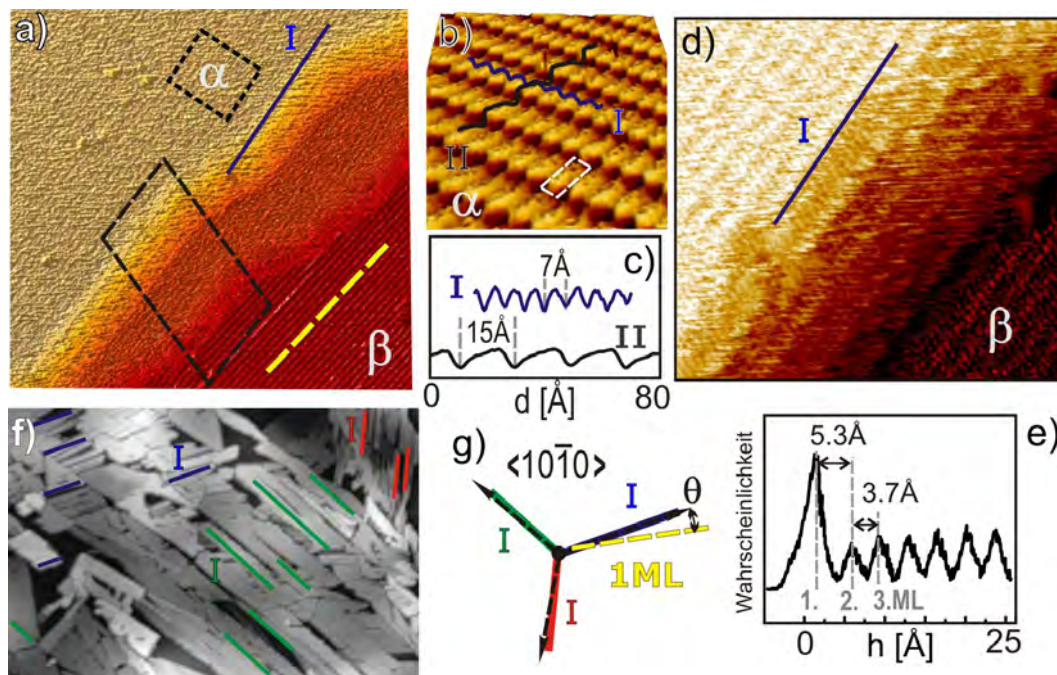 a)
I
α
β
b)
I
II
α
c)
7Å
I
15Å
II
0
d [Å]
80
d)
I
β
f)
I
I
I
g)
<101̄0>
I
θ
I
1ML
I
e)
5.3Å
3.7Å
Wahrscheinlichkeit
1.
2.
3.ML
0
h [Å]
25